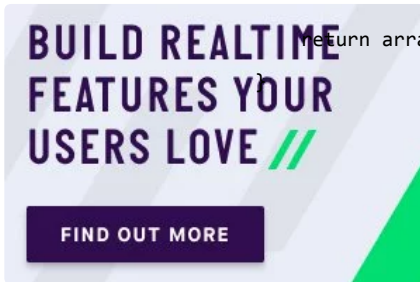 BUILD REALTIME
return arra
FEATURES YOUR
}
USERS LOVE //
FIND OUT MORE